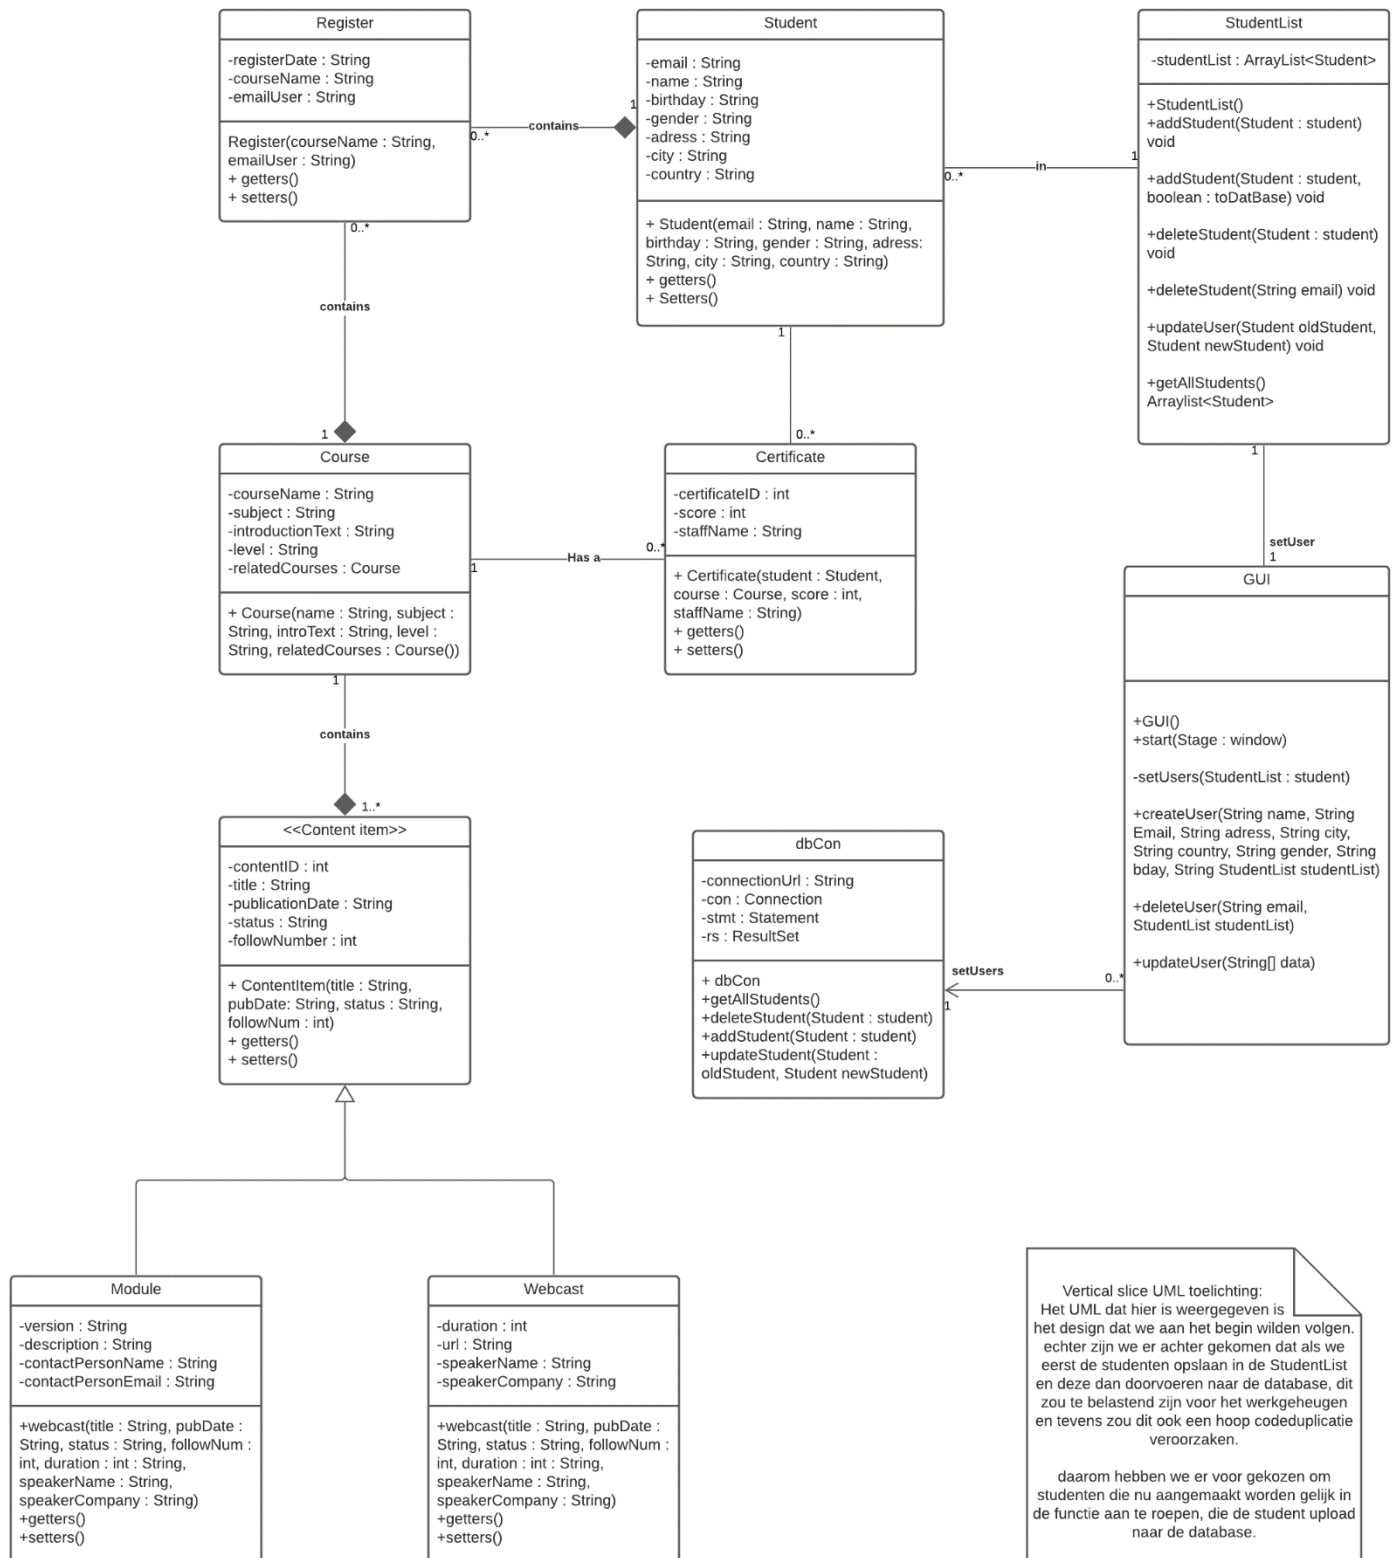 Register
-registerDate : String
-courseName : String
-emailUser : String
Register(courseName : String,
emailUser : String)
+ getters()
+ setters()
0..*
contains
1
Student
-email : String
-name : String
-birthday : String
-gender : String
-adress : String
-city : String
-country : String
+ Student(email : String, name : String,
birthday : String, gender : String, adress:
String, city : String, country : String)
+ getters()
+ Setters()
0..*
in
1
StudentList
-studentList : ArrayList<Student>
+StudentList()
+addStudent(Student : student)
void
+addStudent(Student : student,
boolean : toDatBase) void
+deleteStudent(Student : student)
void
+deleteStudent(String email) void
+updateUser(Student oldStudent,
Student newStudent) void
+getAllStudents()
Arraylist<Student>
0..*
contains
1
1
0..*
1
setUser
1
Course
-courseName : String
-subject : String
-introductionText : String
-level : String
-relatedCourses : Course
+ Course(name : String, subject :
String, introText : String, level :
String, relatedCourses : Course())
1
Has a
0..*
Certificate
-certificateID : int
-score : int
-staffName : String
+ Certificate(student : Student,
course : Course, score : int,
staffName : String)
+ getters()
+ setters()
GUI
+GUI()
+start(Stage : window)
-setUsers(StudentList : student)
+createUser(String name, String
Email, String adress, String city,
String country, String gender, String
bday, String StudentList studentList)
+deleteUser(String email,
StudentList studentList)
+updateUser(String[] data)
1
contains
1..*
<<Content item>>
-contentID : int
-title : String
-publicationDate : String
-status : String
-followNumber : int
+ ContentItem(title : String,
pubDate: String, status : String,
followNum : int)
+ getters()
+ setters()
dbCon
-connectionUrl : String
-con : Connection
-stmt : Statement
-rs : ResultSet
+ dbCon
+getAllStudents()
+deleteStudent(Student : student)
+addStudent(Student : student)
+updateStudent(Student :
oldStudent, Student newStudent)
setUsers
1
0..*
Module
-version : String
-description : String
-contactPersonName : String
-contactPersonEmail : String
+webcast(title : String, pubDate :
String, status : String, followNum :
int, duration : int : String,
speakerName : String,
speakerCompany : String)
+getters()
+setters()
Webcast
-duration : int
-url : String
-speakerName : String
-speakerCompany : String
+webcast(title : String, pubDate :
String, status : String, followNum :
int, duration : int : String,
speakerName : String,
speakerCompany : String)
+getters()
+setters()
Vertical slice UML toelichting:
Het UML dat hier is weergegeven is
het design dat we aan het begin wilden volgen.
echter zijn we er achter gekomen dat als we
eerst de studenten opslaan in de StudentList
en deze dan doorvoeren naar de database, dit
zou te belastend zijn voor het werkgeheugen
en tevens zou dit ook een hoop codeduplicatie
veroorzaken.
daarom hebben we er voor gekozen om
studenten die nu aangemaakt worden gelijk in
de functie aan te roepen, die de student upload
naar de database.